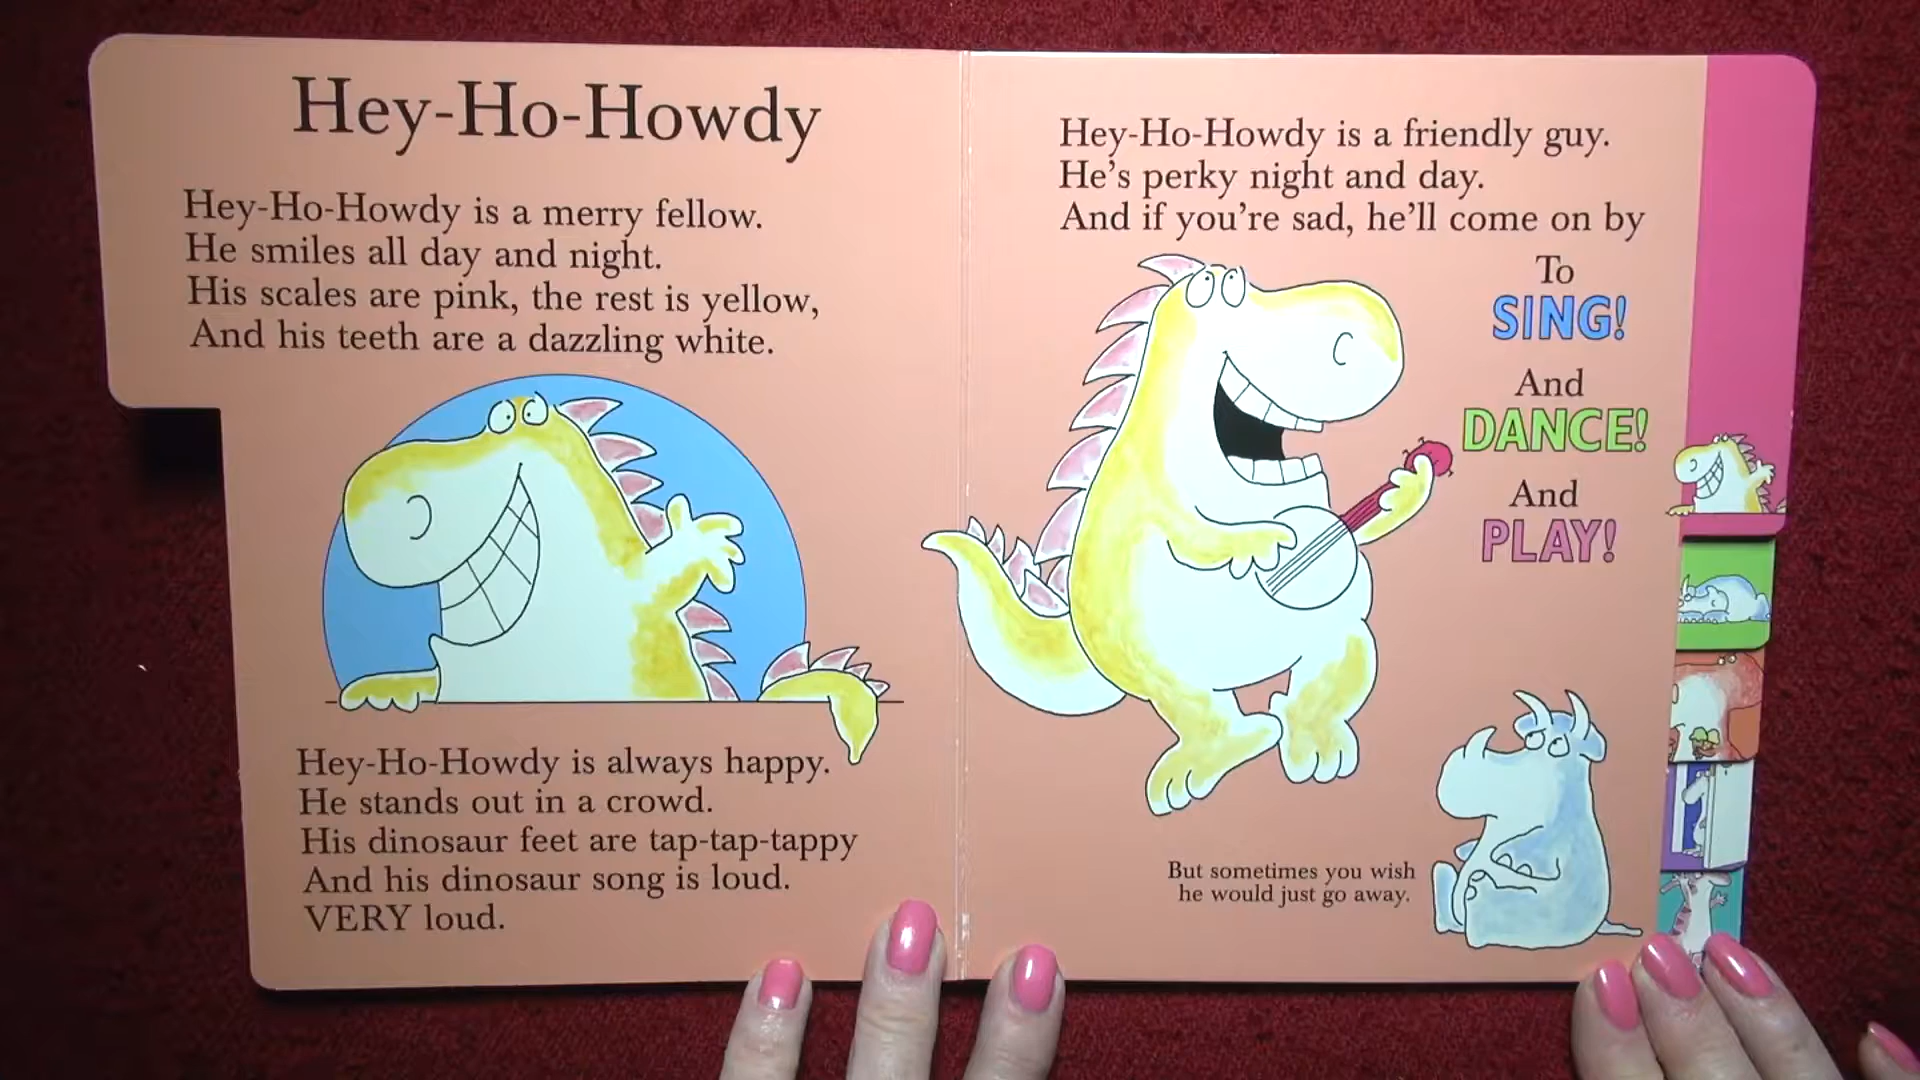 Hey-Ho-Howdy
Hey-Ho-Howdy is a merry fellow.
He smiles all day and night.
His scales are pink, the rest is yellow,
And his teeth are a dazzling white.
Hey-Ho-Howdy is always happy.
He stands out in a crowd.
His dinosaur feet are tap-tap-tappy
And his dinosaur song is loud.
VERY loud.
Hey-Ho-Howdy is a friendly guy.
He's perky night and day.
And if you're sad, he'll come on by
To
SING!
And
DANCE!
And
PLAY!
But sometimes you wish
he would just go away.